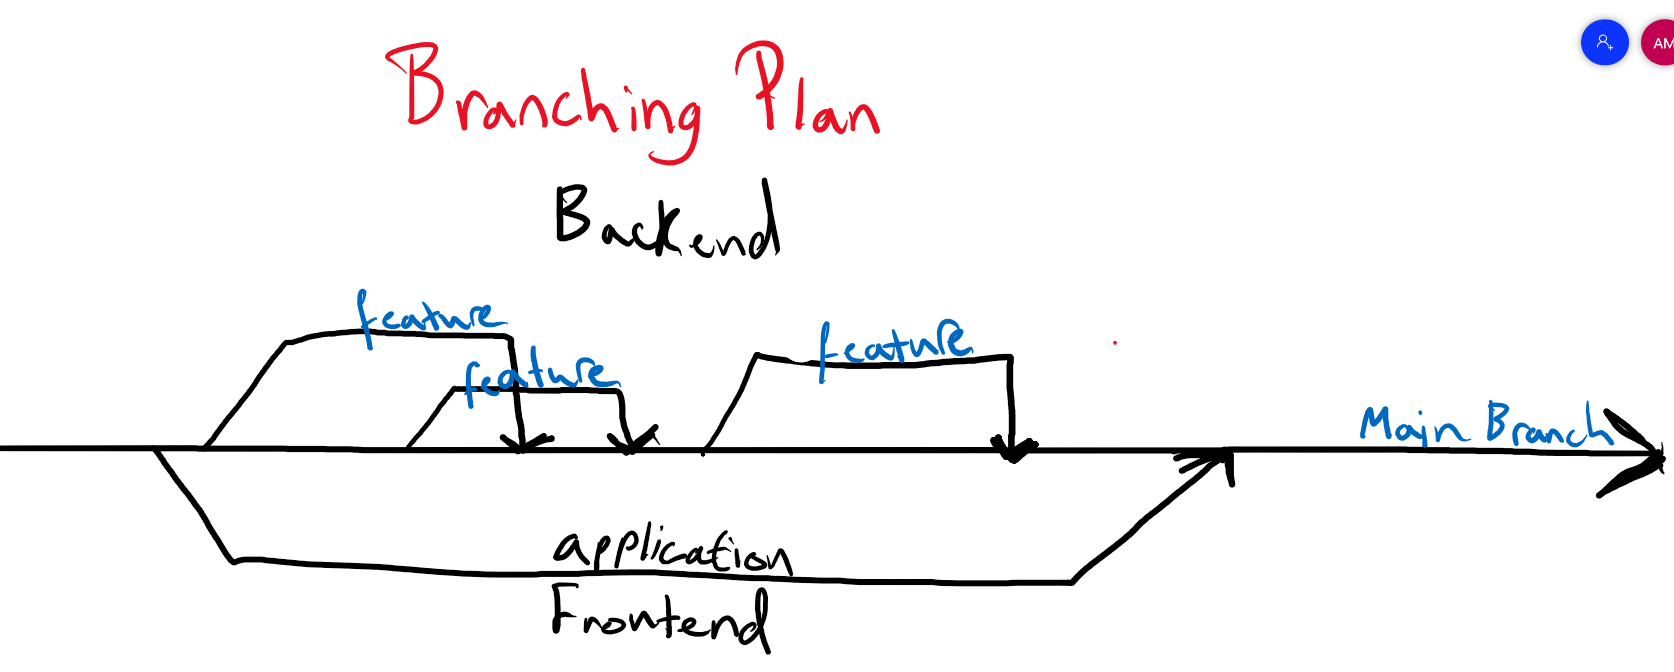 Branching Plan
AM
Backend
feature
feature
feature
Main Branch
application
Frontend